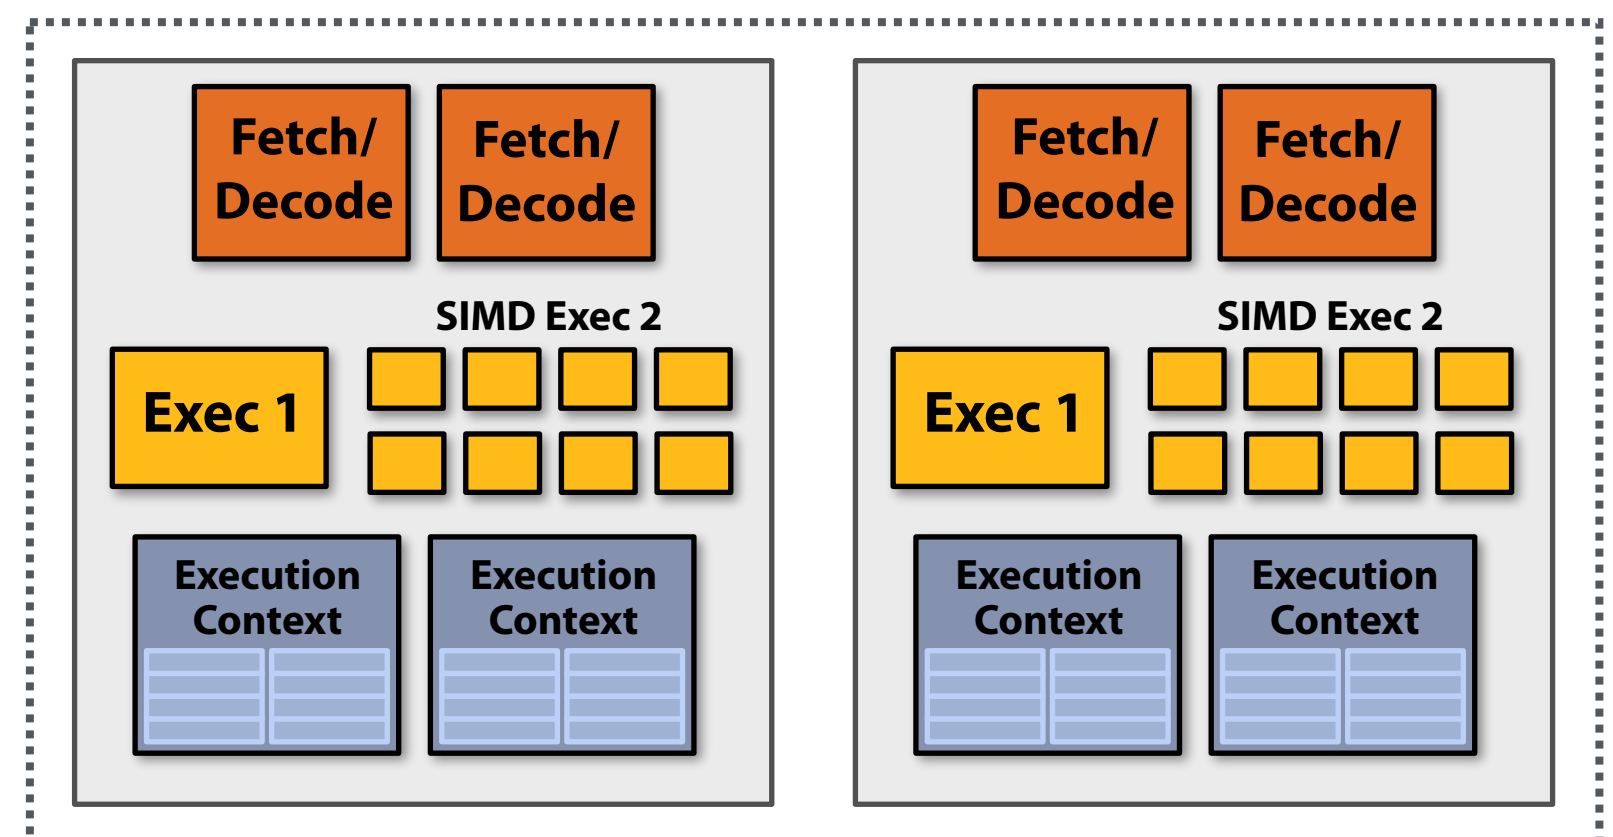 Fetch/
Decode
Fetch/
Decode
SIMD Exec 2
Exec 1
Execution
Context
Execution
Context
Fetch/
Decode
Fetch/
Decode
SIMD Exec 2
Exec 1
Execution
Context
Execution
Context